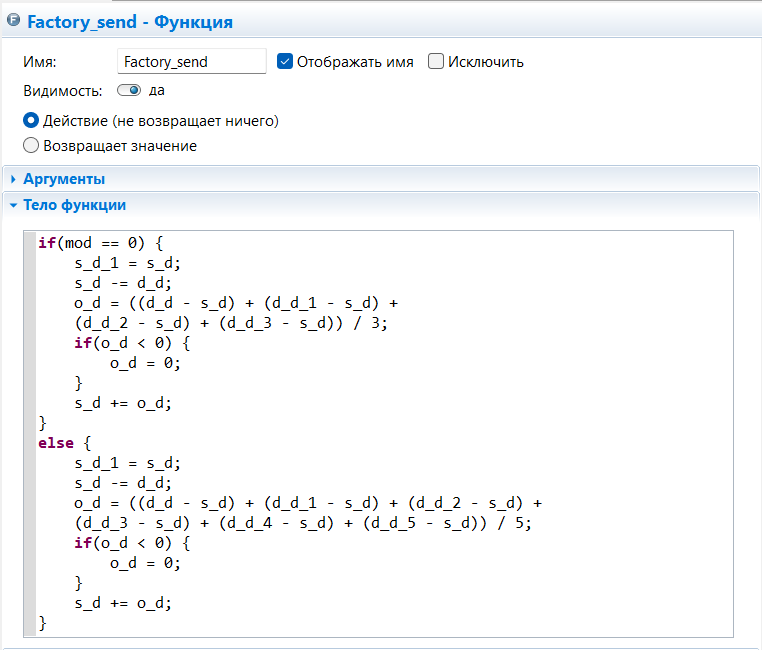 Factory_send - Функция
Имя: Factory_send Отображать имя Исключить
Видимость: да
Действие (не возвращает ничего)
Возвращает значение
Аргументы
Тело функции
if(mod == 0) {
    s_d_1 = s_d;
    s_d -= d_d;
    o_d = ((d_d - s_d) + (d_d_1 - s_d) +
    (d_d_2 - s_d) + (d_d_3 - s_d)) / 3;
    if(o_d < 0) {
        o_d = 0;
    }
    s_d += o_d;
}
else {
    s_d_1 = s_d;
    s_d -= d_d;
    o_d = ((d_d - s_d) + (d_d_1 - s_d) + (d_d_2 - s_d) +
    (d_d_3 - s_d) + (d_d_4 - s_d) + (d_d_5 - s_d)) / 5;
    if(o_d < 0) {
        o_d = 0;
    }
    s_d += o_d;
}